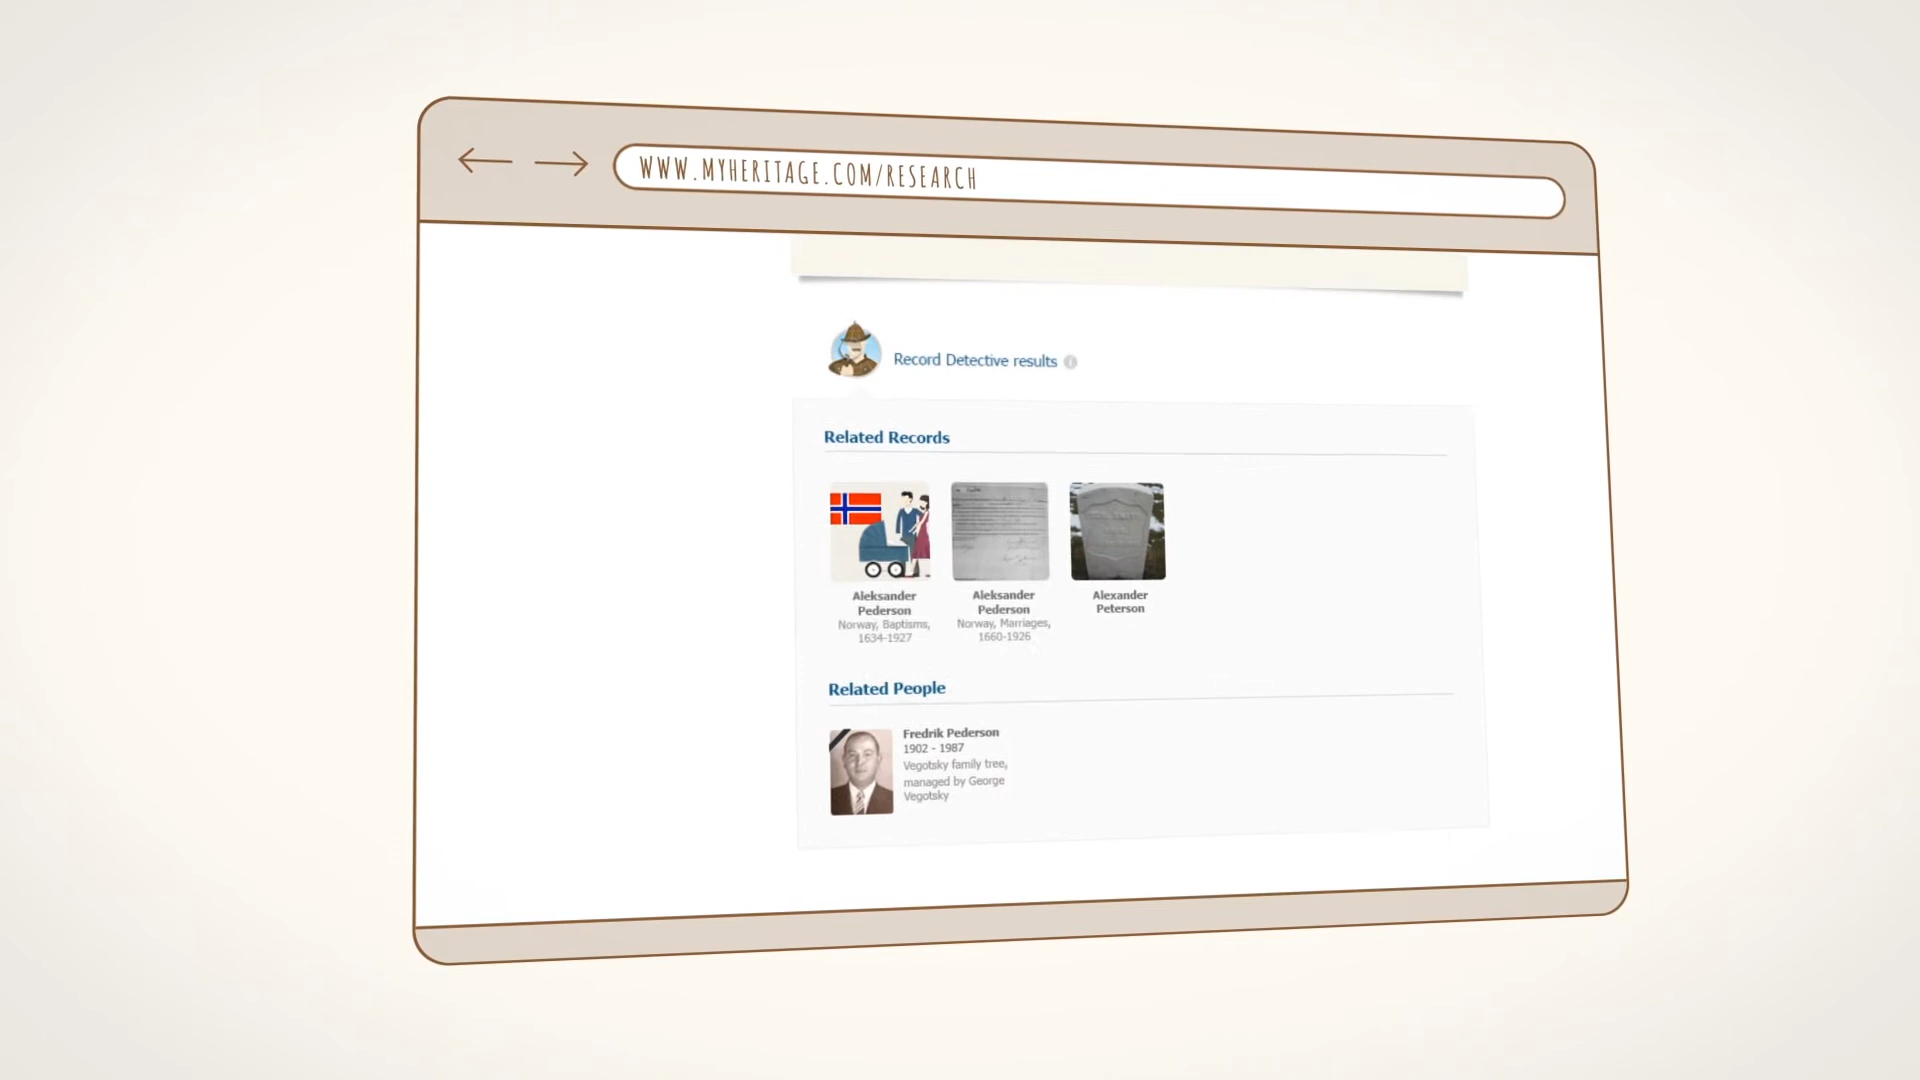 WWW.MYHERITAGE.COM/RESEARCH
Record Detective results
Related Records
Aleksander
Pederson
Norway, Baptisms,
1634-1927
Aleksander
Pederson
Norway, Marriages,
1660-1926
Alexander
Peterson
Related People
Fredrik Pederson
1902 - 1987
Vegotsky family tree,
managed by George
Vegotsky